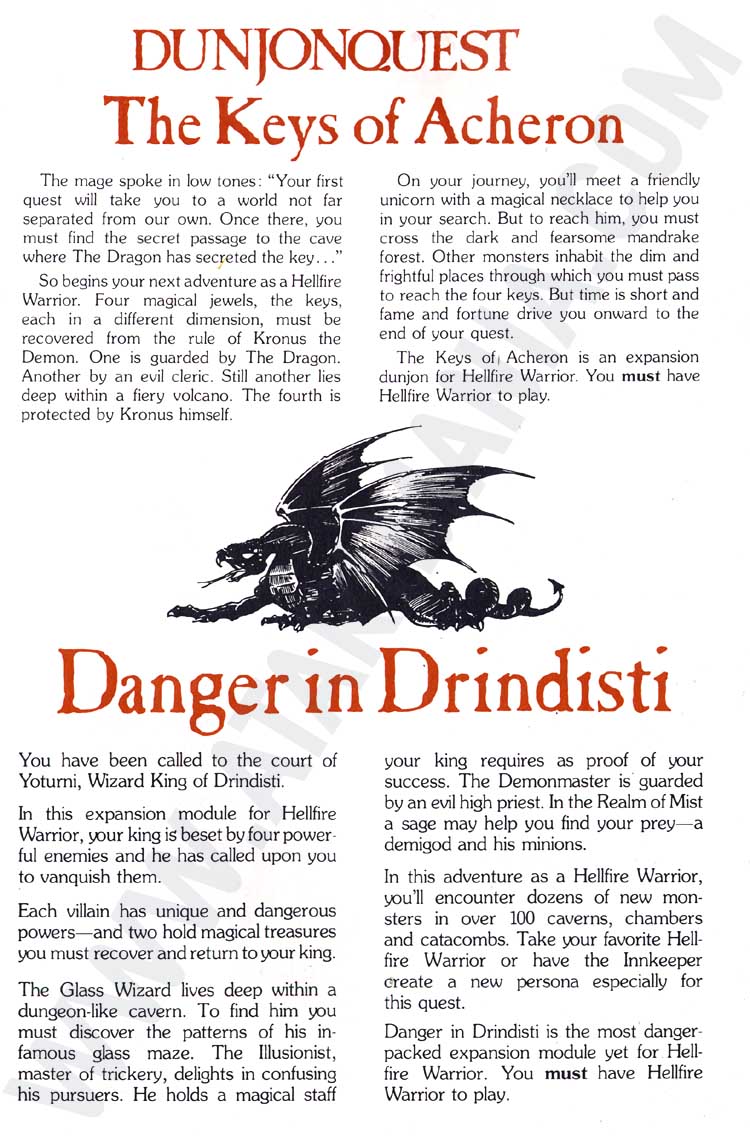 DUNJONQUEST
The Keys of Acheron
The mage spoke in low tones: “Your first
quest will take you to a world not far
separated from our own. Once there, you
must find the secret passage to the cave
where The Dragon has secreted the key. . .”
So begins your next adventure as a Hellfire
Warrior. Four magical jewels, the keys,
each in a different dimension, must be
recovered from the rule of Kronus the
Demon. One is guarded by The Dragon.
Another by an evil cleric. Still another lies
deep within a fiery volcano. The fourth is
protected by Kronus himself.
On your journey, you’ll meet a friendly
unicorn with a magical necklace to help you
in your search. But to reach him, you must
cross the dark and fearsome mandrake
forest. Other monsters inhabit the dim and
frightful places through which you must pass
to reach the four keys. But time is short and
fame and fortune drive you onward to the
end of your quest.
The Keys of Acheron is an expansion
dunjon for Hellfire Warrior. You must have
Hellfire Warrior to play.
Danger in Drindisti
You have been called to the court of
Yoturni, Wizard King of Drindisti.
In this expansion module for Hellfire
Warrior, your king is beset by four power-
ful enemies and he has called upon you
to vanquish them.
Each villain has unique and dangerous
powers—and two hold magical treasures
you must recover and return to your king.
The Glass Wizard lives deep within a
dungeon-like cavern. To find him you
must discover the patterns of his in-
famous glass maze. The Illusionist,
master of trickery, delights in confusing
his pursuers. He holds a magical staff
your king requires as proof of your
success. The Demonmaster is guarded
by an evil high priest. In the Realm of Mist
a sage may help you find your prey—a
demigod and his minions.
In this adventure as a Hellfire Warrior,
you’ll encounter dozens of new mon-
sters in over 100 caverns, chambers
and catacombs. Take your favorite Hell-
fire Warrior or have the Innkeeper
create a new persona especially for
this quest.
Danger in Drindisti is the most danger-
packed expansion module yet for Hell-
fire Warrior. You must have Hellfire
Warrior to play.
WWW.ATARIMANIA.COM